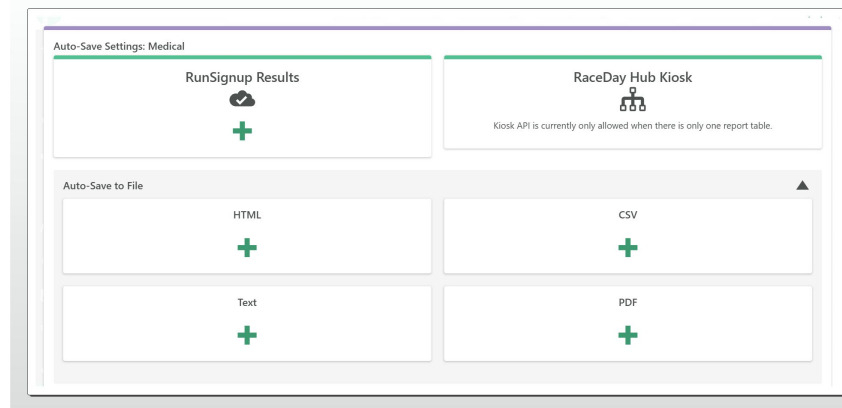 Auto-Save Settings: Medical
RunSignup Results
RaceDay Hub Kiosk
Kiosk API is currently only allowed when there is only one report table.
Auto-Save to File
HTML
CSV
Text
PDF